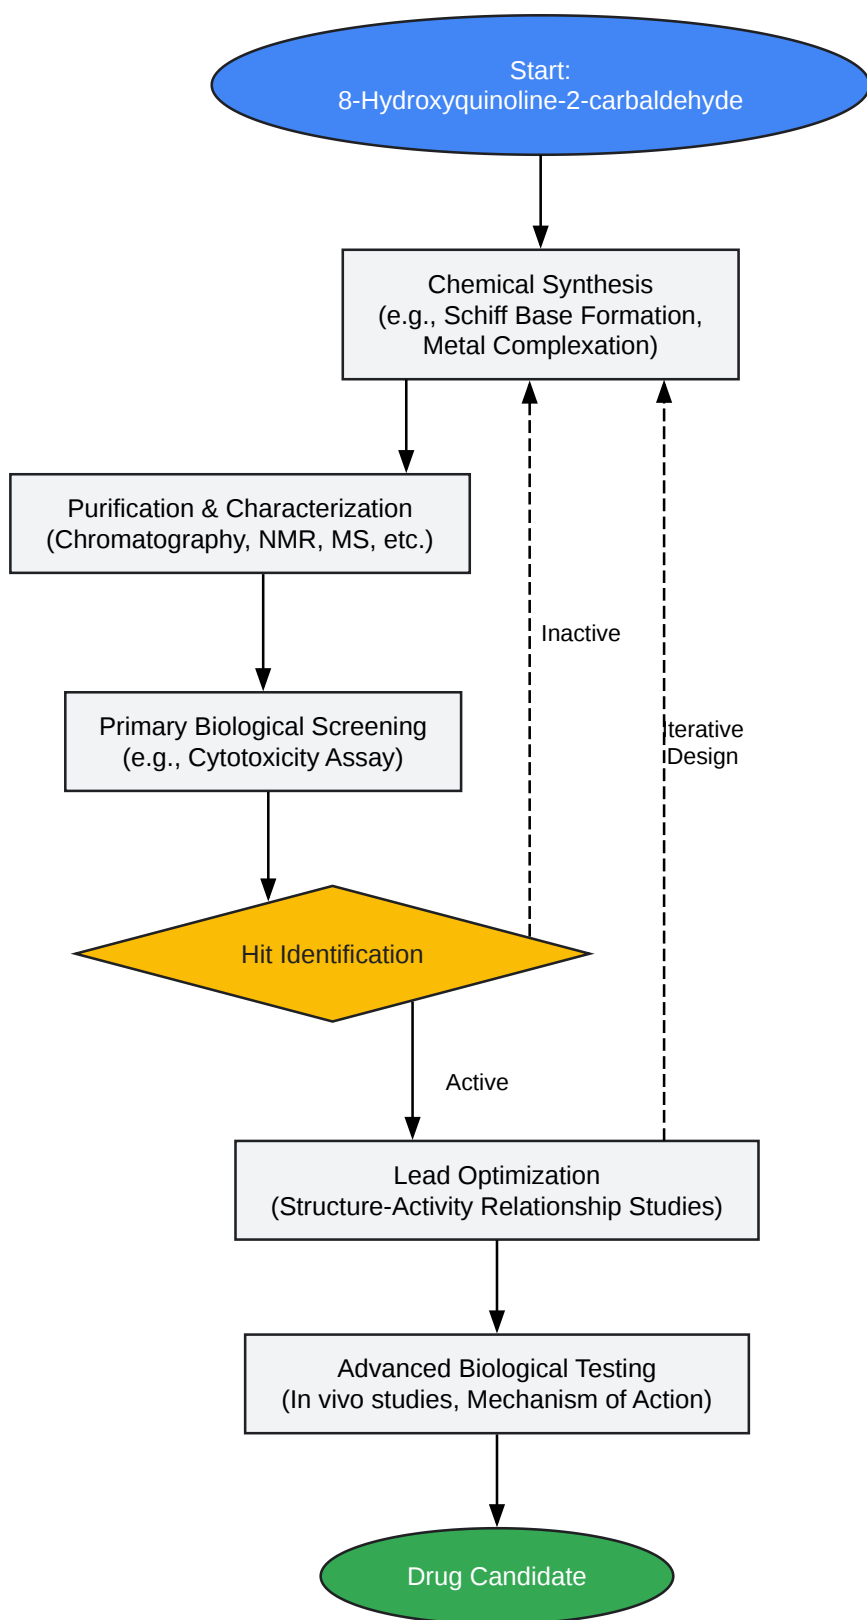 Start:
8-Hydroxyquinoline-2-carbaldehyde
Chemical Synthesis
(e.g., Schiff Base Formation,
Metal Complexation)
Purification & Characterization
(Chromatography, NMR, MS, etc.)
Inactive
Primary Biological Screening
(e.g., Cytotoxicity Assay)
Iterative
Design
Hit Identification
Active
Lead Optimization
(Structure-Activity Relationship Studies)
Advanced Biological Testing
(In vivo studies, Mechanism of Action)
Drug Candidate